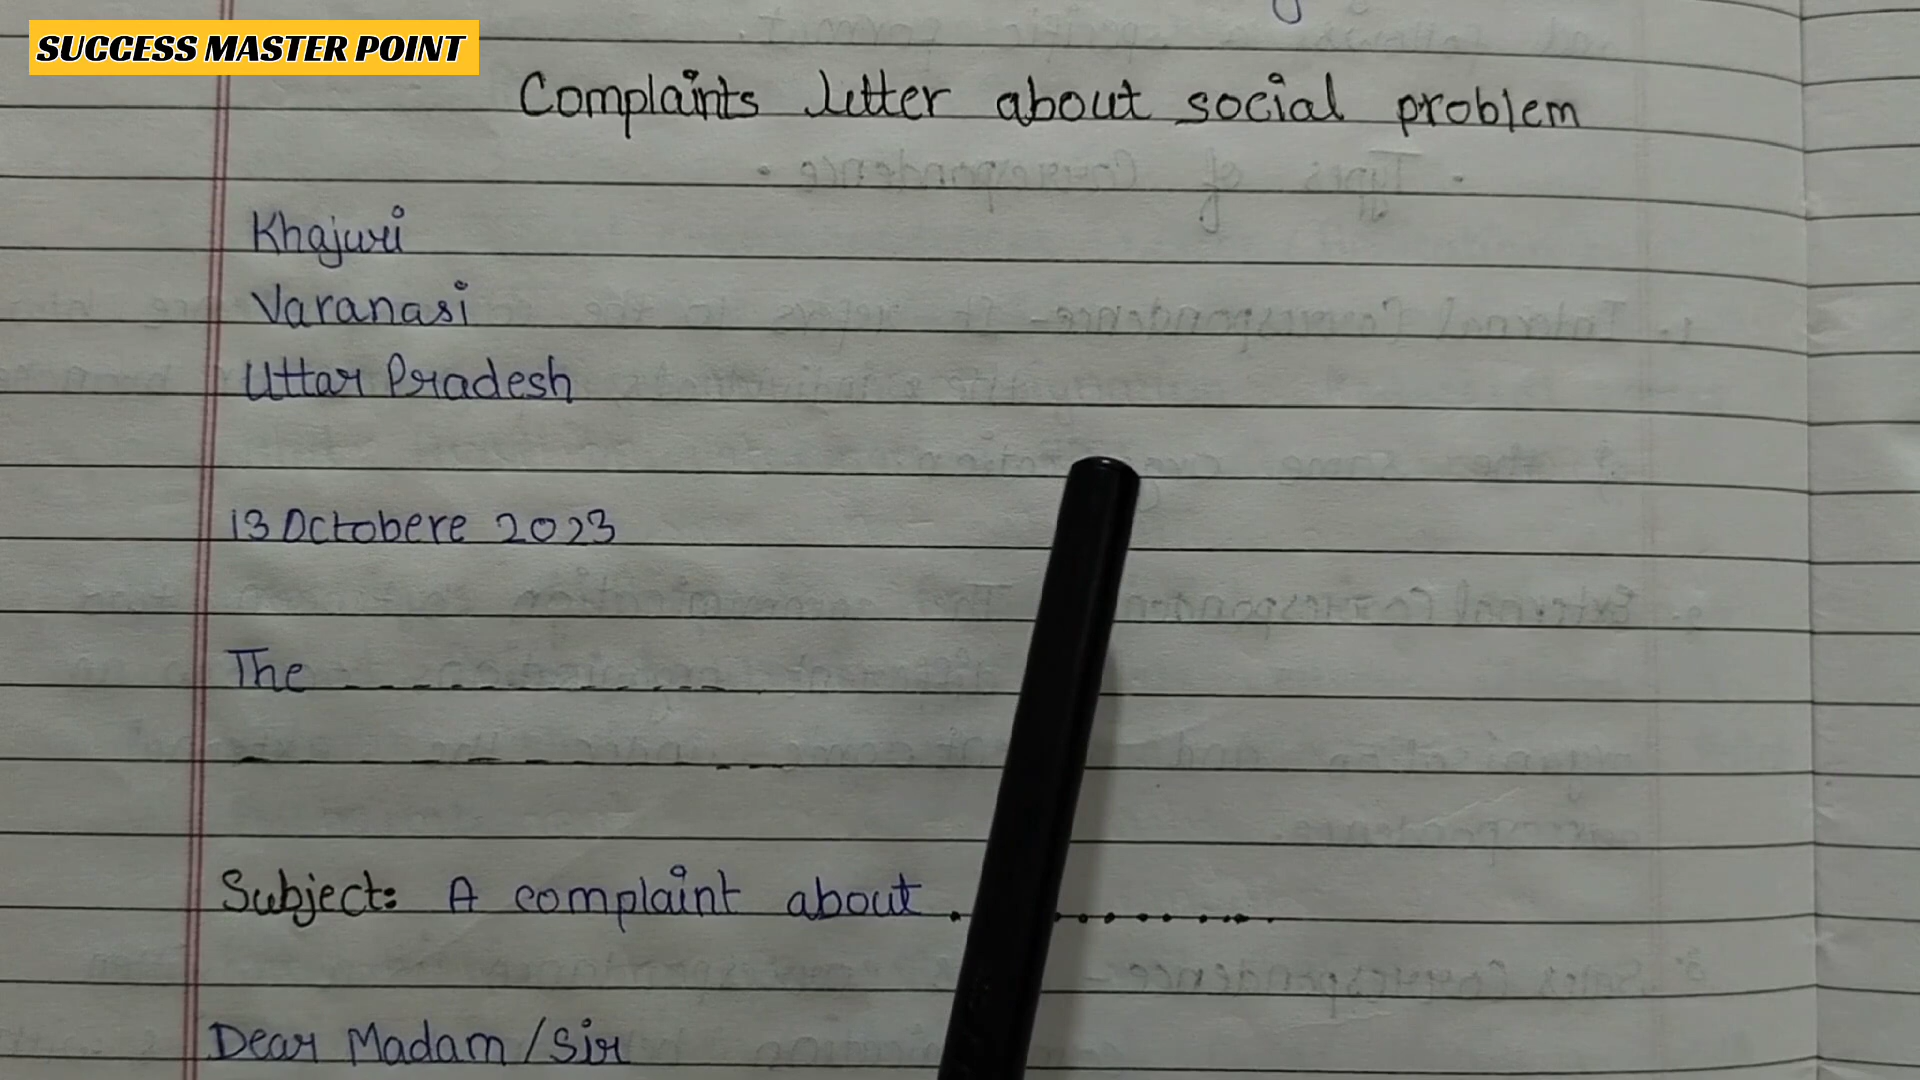 SUCCESS MASTER POINT
Complaints letter about social problem
Khajuri
Varanasi
Uttar Pradesh
13 Octobere 2023
The ---------------
---------------
Subject: A complaint about ............
Dear Madam / Sir